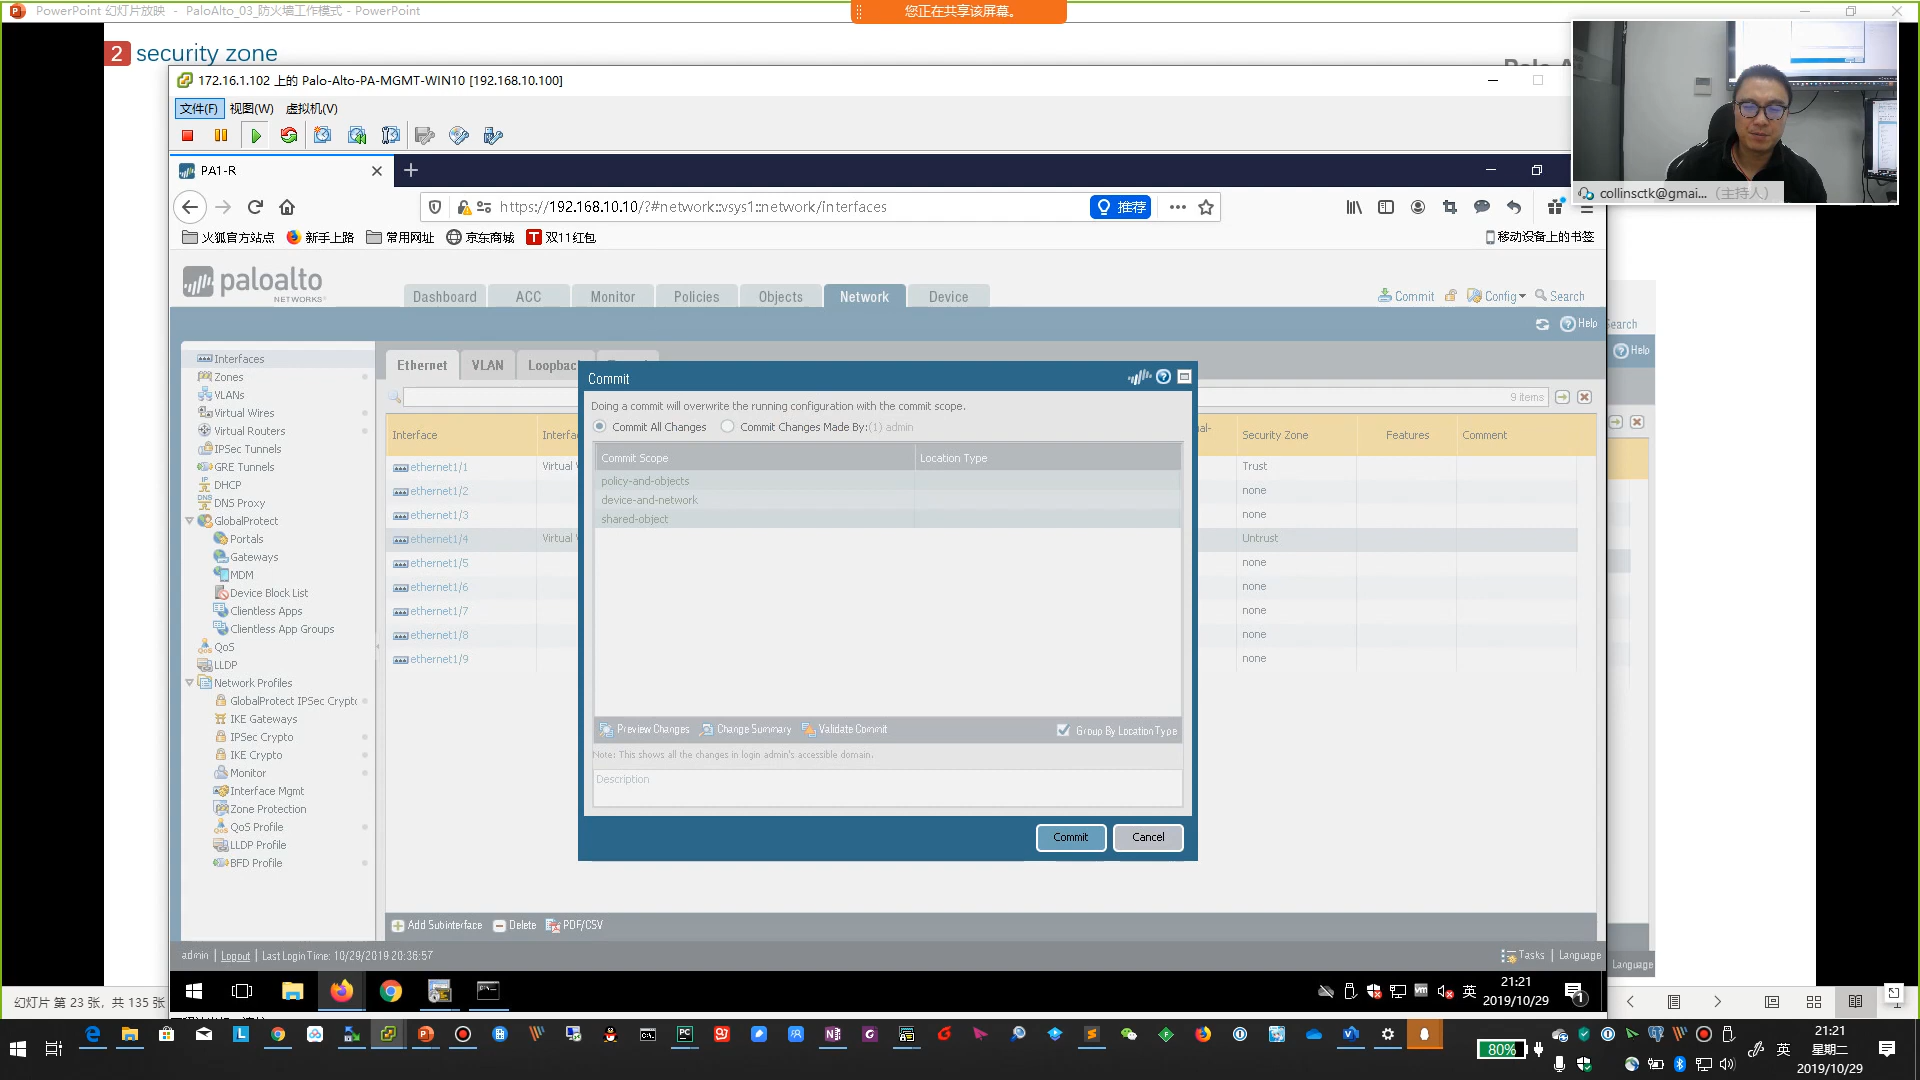 PowerPoint 幻灯片放映 - PaloAlto_03_防火墙工作模式 - PowerPoint
您正在共享该屏幕。
2 security zone
172.16.1.102 上的 Palo-Alto-PA-MGMT-WIN10 [192.168.10.100]
文件(F) 视图(W) 虚拟机(V)
collinsctk@gmai... (主持人)
PA1-R
https://192.168.10.10/?#network::vsys1::network/interfaces
推荐
火狐官方站点 新手上路 常用网址 京东商城 双11红包
移动设备上的书签
paloalto
NETWORKS
Dashboard ACC Monitor Policies Objects Network Device
Commit Config Search
Help
Search
Help
Interfaces
Zones
VLANs
Virtual Wires
Virtual Routers
IPSec Tunnels
GRE Tunnels
DHCP
DNS Proxy
GlobalProtect
Portals
Gateways
MDM
Device Block List
Clientless Apps
Clientless App Groups
QoS
LLDP
Network Profiles
GlobalProtect IPSec Crypto
IKE Gateways
IPSec Crypto
IKE Crypto
Monitor
Interface Mgmt
Zone Protection
QoS Profile
LLDP Profile
BFD Profile
Ethernet VLAN Loopbac
9 items
Interface Interfac Security Zone Features Comment
ethernet1/1 Virtual Trust
ethernet1/2 none
ethernet1/3 none
ethernet1/4 Virtual Untrust
ethernet1/5 none
ethernet1/6 none
ethernet1/7 none
ethernet1/8 none
ethernet1/9 none
Commit
Doing a commit will overwrite the running configuration with the commit scope.
Commit All Changes Commit Changes Made By:(1) admin
Commit Scope Location Type
policy-and-objects
device-and-network
shared-object
Preview Changes Change Summary Validate Commit Group By Location Type
Note: This shows all the changes in login admin's accessible domain.
Description
Commit Cancel
Add Subinterface Delete PDF/CSV
admin | Logout | Last Login Time: 10/29/2019 20:36:57
Tasks | Language
Language
英 21:21
2019/10/29
1
幻灯片 第 23 张，共 135 张
80%
英
21:21
星期二
2019/10/29